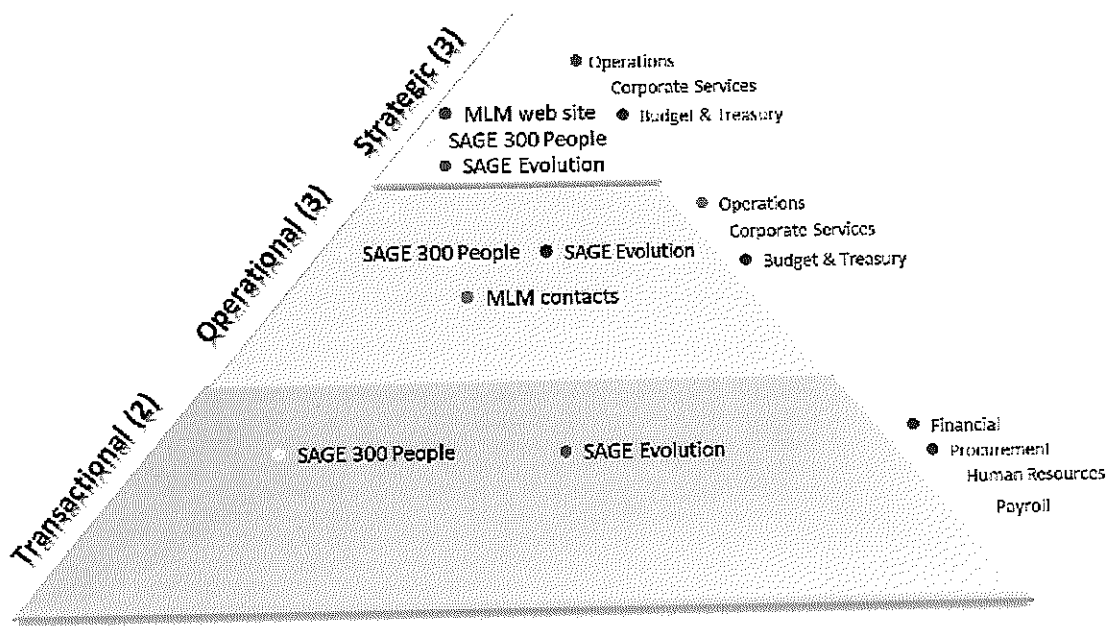 Strategic (3)
Operations
Corporate Services
MLM web site
Budget & Treasury
SAGE 300 People
SAGE Evolution
Operational (3)
Operations
Corporate Services
SAGE 300 People
SAGE Evolution
Budget & Treasury
MLM contacts
Transactional (2)
Financial
SAGE 300 People
SAGE Evolution
Procurement
Human Resources
Payroll